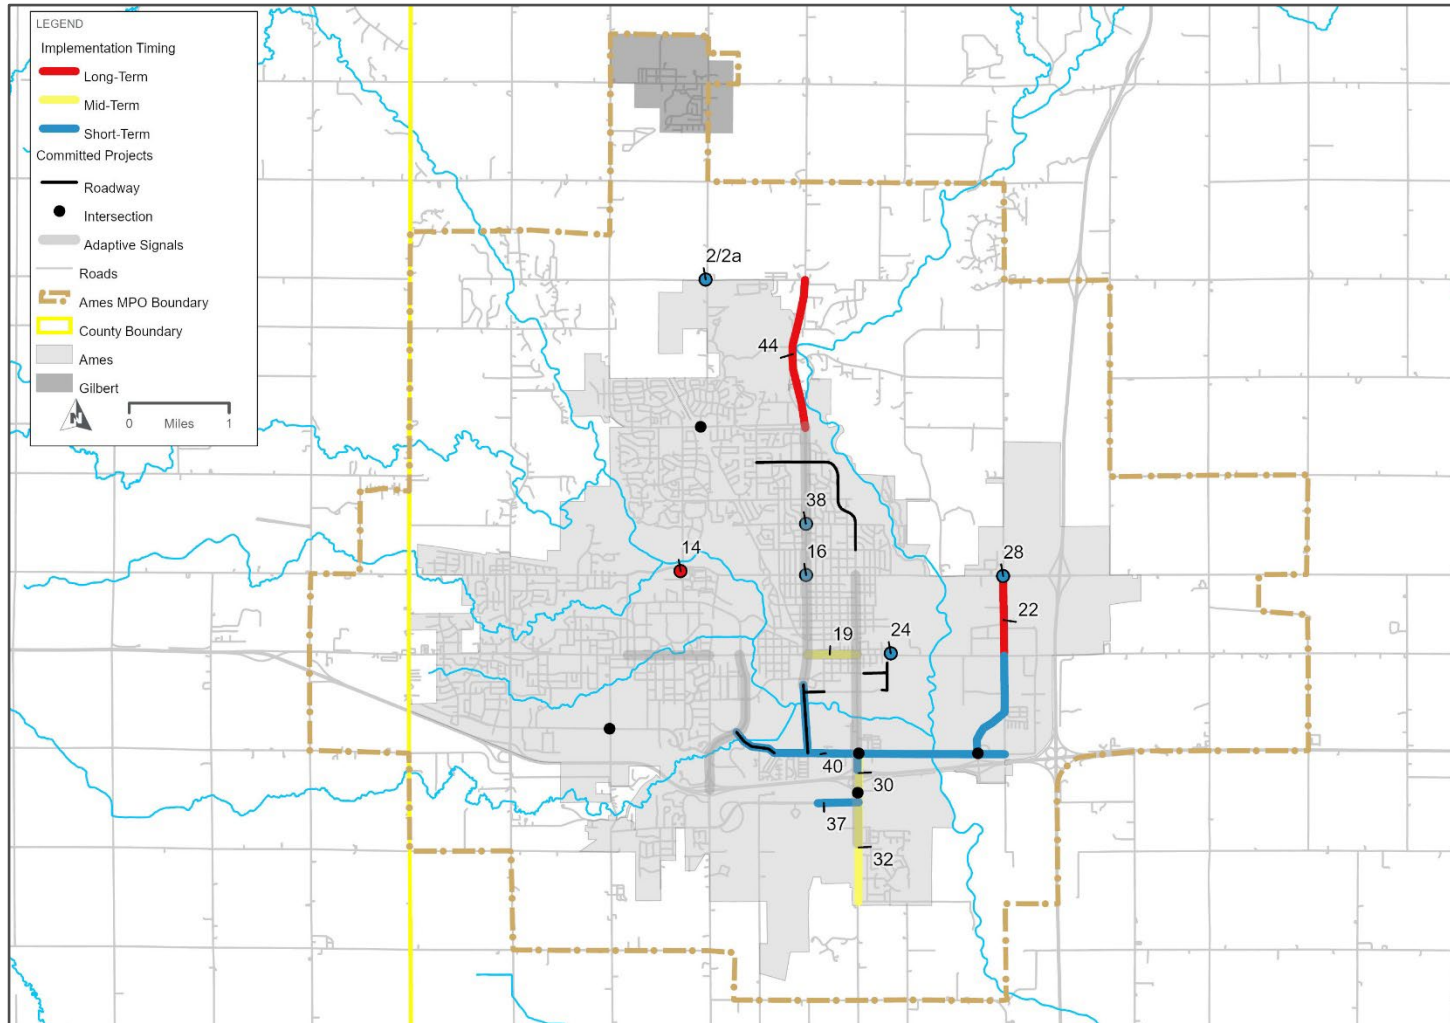 LEGEND
Implementation Timing
Long-Term
Mid-Term
Short-Term
Committed Projects
Roadway
Intersection
Adaptive Signals
Roads
Ames MPO Boundary
County Boundary
Ames
Gilbert
N
0 Miles 1
2/2a
44
38
14
16
28
22
19
24
40
30
37
32